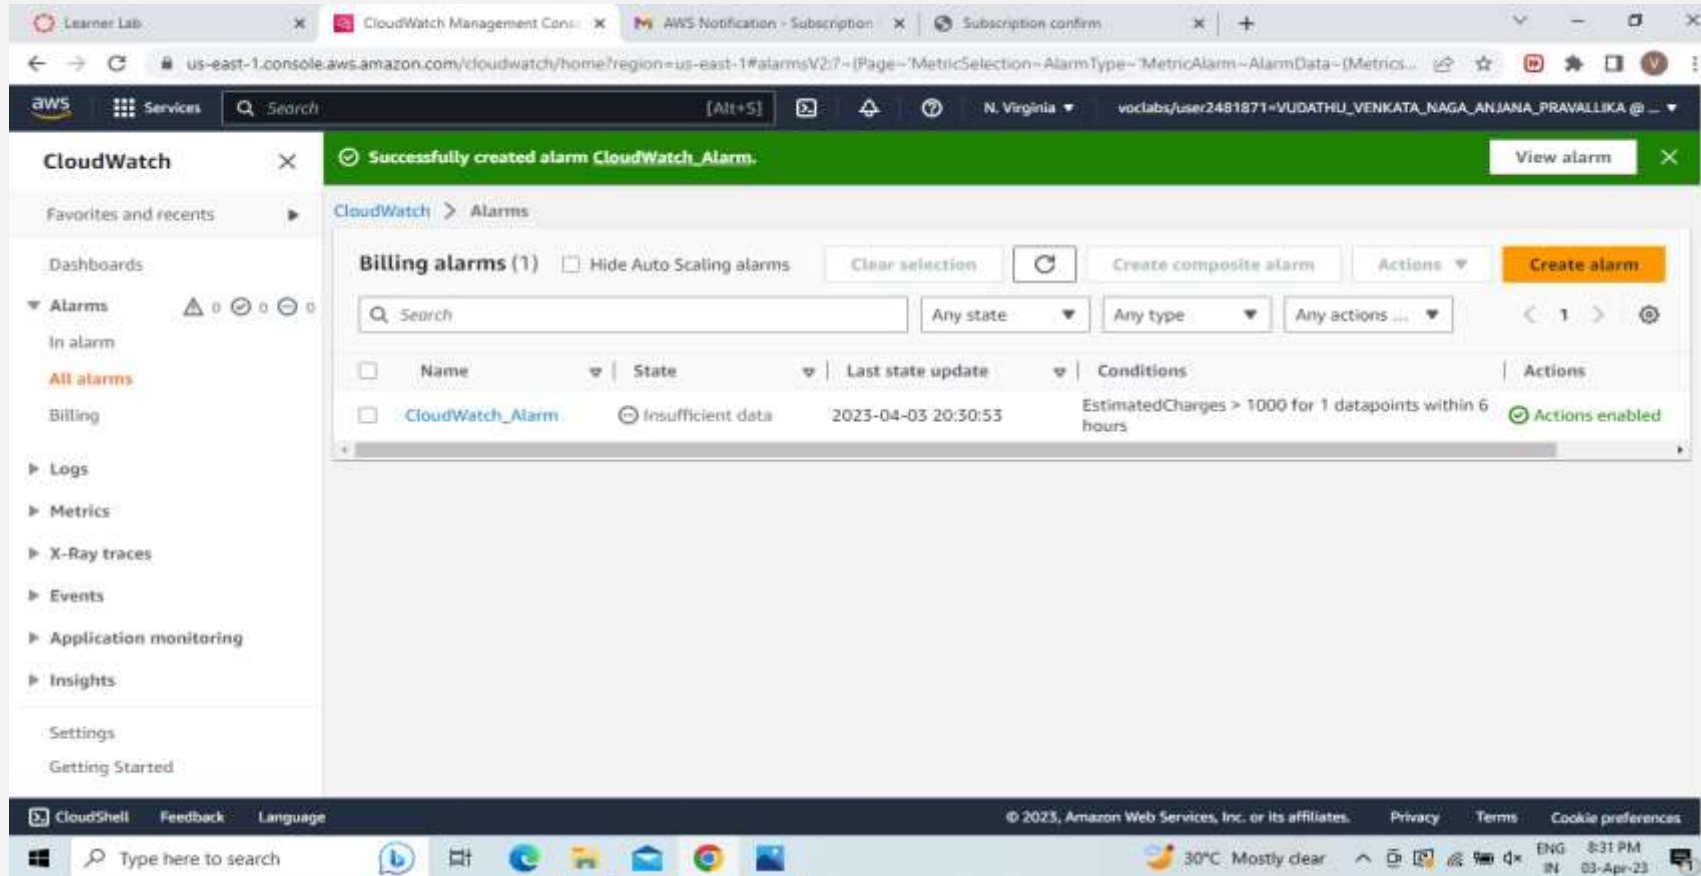 Learner Lab
CloudWatch Management Cons
AWS Notification - Subscription
Subscription confirm
us-east-1.console.aws.amazon.com/cloudwatch/home?region=us-east-1#alarmsV2:?~(Page~'MetricSelection~AlarmType~'MetricAlarm~AlarmData~(Metrics...
V
aws
Services
Search
[Alt+S]
N. Virginia
voclabs/user2481871=VUDATHU_VENKATA_NAGA_ANJANA_PRAVALLIKA @ ...
CloudWatch
Successfully created alarm CloudWatch_Alarm.
View alarm
Favorites and recents
CloudWatch > Alarms
Dashboards
Billing alarms (1)
Hide Auto Scaling alarms
Clear selection
Create composite alarm
Actions
Create alarm
Alarms
0
0
0
Search
Any state
Any type
Any actions ...
1
In alarm
All alarms
Billing
Name
State
Last state update
Conditions
Actions
CloudWatch_Alarm
Insufficient data
2023-04-03 20:30:53
EstimatedCharges > 1000 for 1 datapoints within 6
hours
Actions enabled
Logs
Metrics
X-Ray traces
Events
Application monitoring
Insights
Settings
Getting Started
CloudShell
Feedback
Language
© 2023, Amazon Web Services, Inc. or its affiliates.
Privacy
Terms
Cookie preferences
Type here to search
b
30°C Mostly clear
ENG
IN
8:31 PM
03-Apr-23